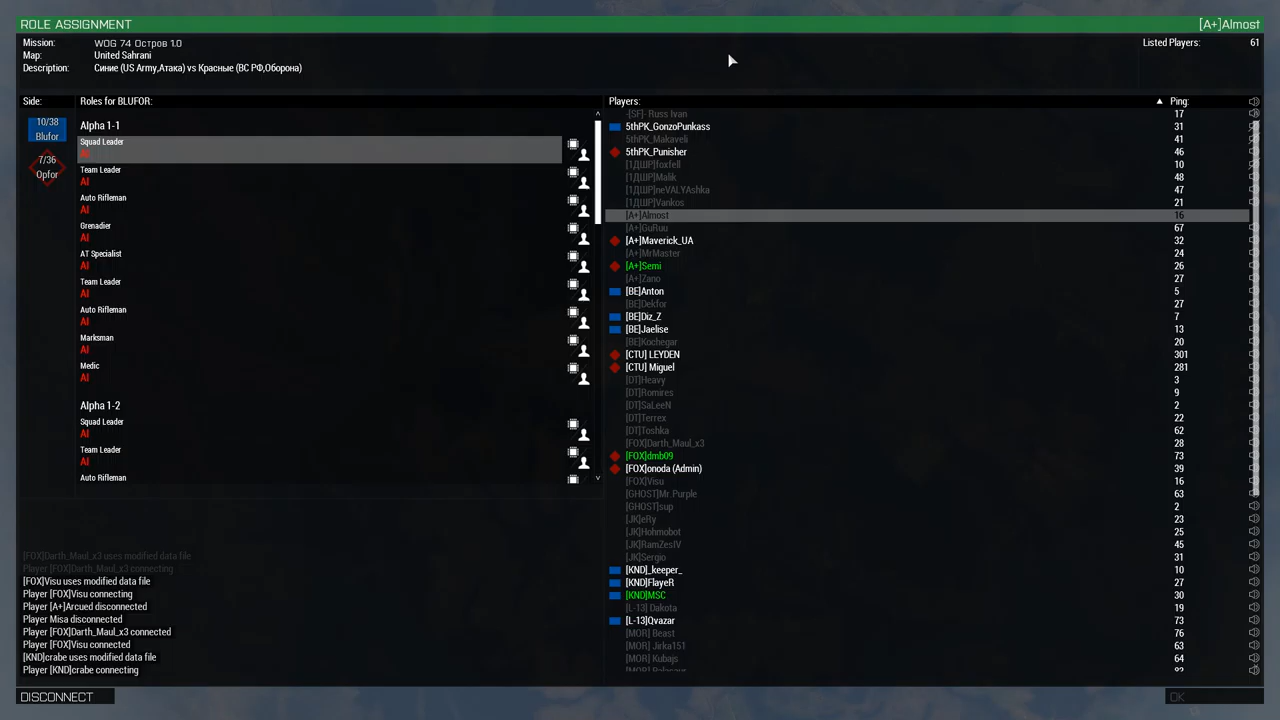 ROLE ASSIGNMENT [A+]Almost
Mission: WOG 74 Остров 1.0 Listed Players: 61
Map: United Sahrani
Description: Синие (US Army,Атака) vs Красные (ВС РФ,Оборона)
Side: Roles for BLUFOR: Players: Ping:
10/38
Blufor
7/36
Opfor
Alpha 1-1
Squad Leader
AI
Team Leader
AI
Auto Rifleman
AI
Grenadier
AI
AT Specialist
AI
Team Leader
AI
Auto Rifleman
AI
Marksman
AI
Medic
AI
Alpha 1-2
Squad Leader
AI
Team Leader
AI
Auto Rifleman
-[SF]- Russ Ivan 17
5thPK_GonzoPunkass 31
5thPK_Makaveli 41
5thPK_Punisher 46
[1ДШР]foxfell 10
[1ДШР]Malik 48
[1ДШР]neVALYAshka 47
[1ДШР]Vankos 21
[A+]Almost 16
[A+]GuRuu 67
[A+]Maverick_UA 32
[A+]MrMaster 24
[A+]Semi 26
[A+]Zano 27
[BE]Anton 5
[BE]Dekfor 27
[BE]Diz_Z 7
[BE]Jaelise 13
[BE]Kochegar 20
[CTU] LEYDEN 301
[CTU] Miguel 281
[DT]Heavy 3
[DT]Romires 9
[DT]SaLeeN 2
[DT]Terrex 22
[DT]Toshka 62
[FOX]Darth_Maul_x3 28
[FOX]dmb09 73
[FOX]onoda (Admin) 39
[FOX]Visu 16
[GHOST]Mr.Purple 63
[GHOST]sup 2
[JK]eRy 23
[JK]Hohmobot 25
[JK]RamZesIV 45
[JK]Sergio 31
[KND]_keeper_ 10
[KND]FlayeR 27
[KND]MSC 30
[L-13] Dakota 19
[L-13]Qvazar 73
[MOR] Beast 76
[MOR] Jirka151 63
[MOR] Kubajs 64
[FOX]Darth_Maul_x3 uses modified data file
Player [FOX]Darth_Maul_x3 connecting
[FOX]Visu uses modified data file
Player [FOX]Visu connecting
Player [A+]Arcued disconnected
Player Misa disconnected
Player [FOX]Darth_Maul_x3 connected
Player [FOX]Visu connected
[KND]crabe uses modified data file
Player [KND]crabe connecting
DISCONNECT OK